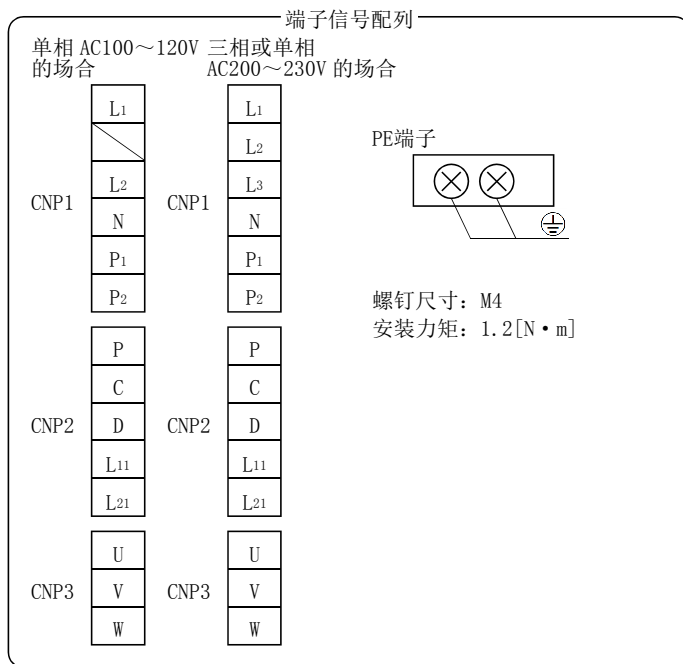 端子信号配列
单相 AC100～120V 三相或单相
的场合 AC200～230V 的场合
CNP1
L1
L2
N
P1
P2
CNP1
L1
L2
L3
N
P1
P2
PE端子
螺钉尺寸：M4
安装力矩：1.2[N·m]
CNP2
P
C
D
L11
L21
CNP2
P
C
D
L11
L21
CNP3
U
V
W
CNP3
U
V
W